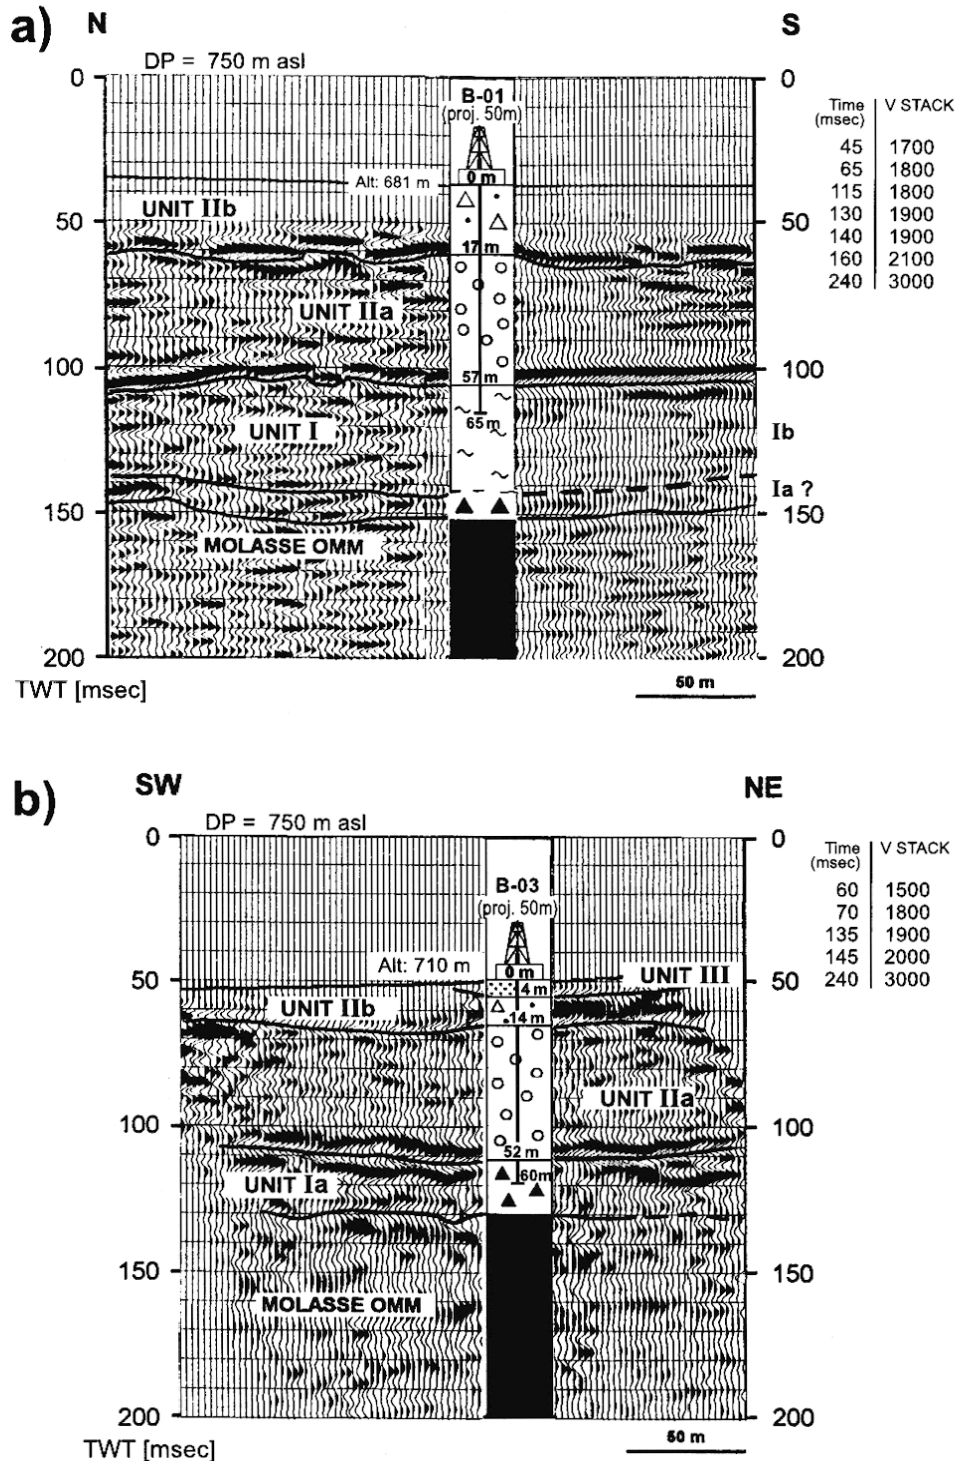 a) N S
DP = 750 m asl
0 0
B-01
(proj. 50m)
0 m
Alt: 681 m
UNIT IIb
50 50
17 m
UNIT IIa
100 100
57 m
65 m
UNIT I
Ib
Ia ?
150 150
MOLASSE OMM
200 200
TWT [msec]
50 m
Time V STACK
(msec)
45 1700
65 1800
115 1800
130 1900
140 1900
160 2100
240 3000
b) SW NE
DP = 750 m asl
0 0
B-03
(proj. 50m)
Alt: 710 m
0 m
UNIT III
50 50
4 m
UNIT IIb
14 m
UNIT IIa
100 100
52 m
60m
UNIT Ia
150 150
MOLASSE OMM
200 200
TWT [msec]
50 m
Time V STACK
(msec)
60 1500
70 1800
135 1900
145 2000
240 3000